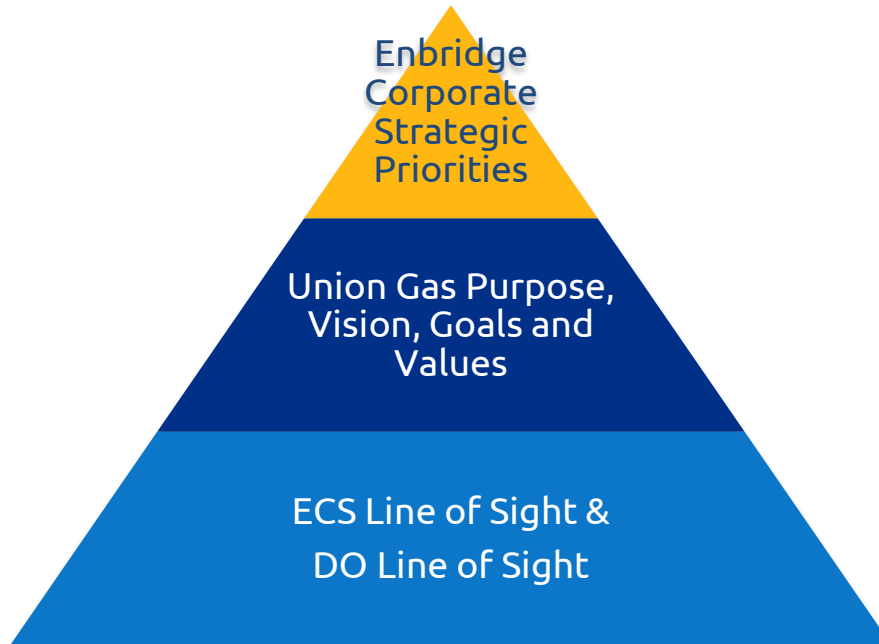 Enbridge
Corporate
Strategic
Priorities
Union Gas Purpose,
Vision, Goals and
Values
ECS Line of Sight &
DO Line of Sight